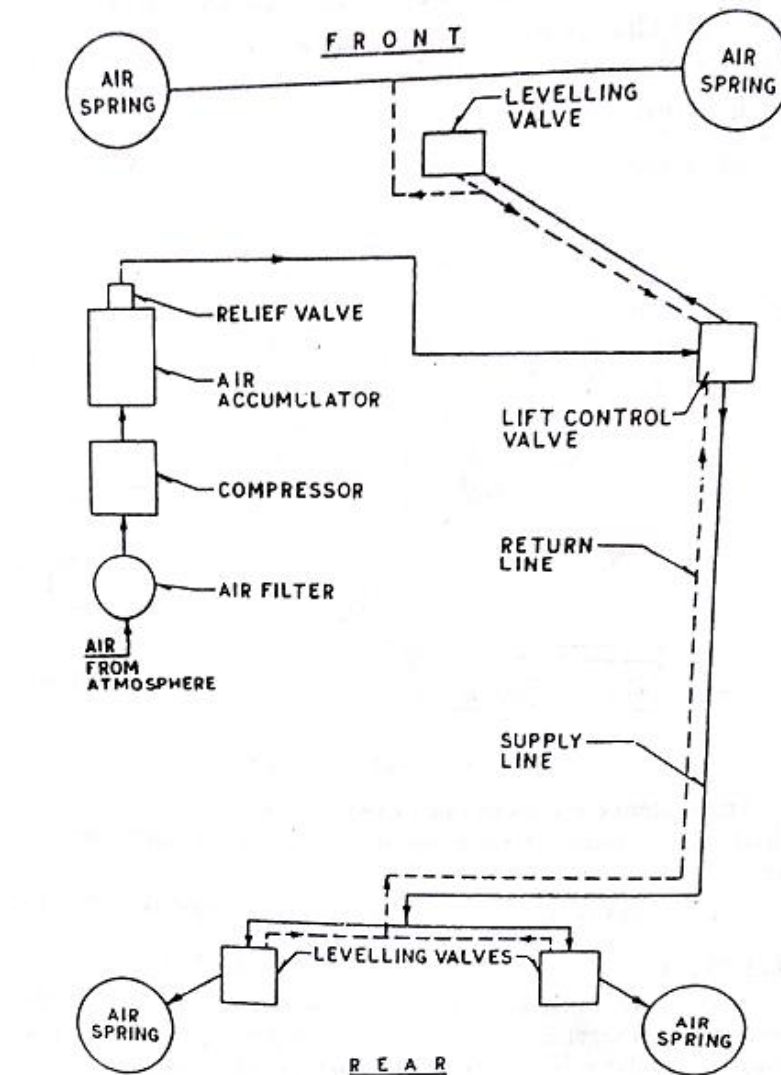 FRONT
AIR
SPRING
AIR
SPRING
LEVELLING
VALVE
RELIEF VALVE
AIR
ACCUMULATOR
LIFT CONTROL
VALVE
COMPRESSOR
RETURN
LINE
AIR FILTER
AIR
FROM
ATMOSPHERE
SUPPLY
LINE
LEVELLING VALVES
AIR
SPRING
AIR
SPRING
REAR